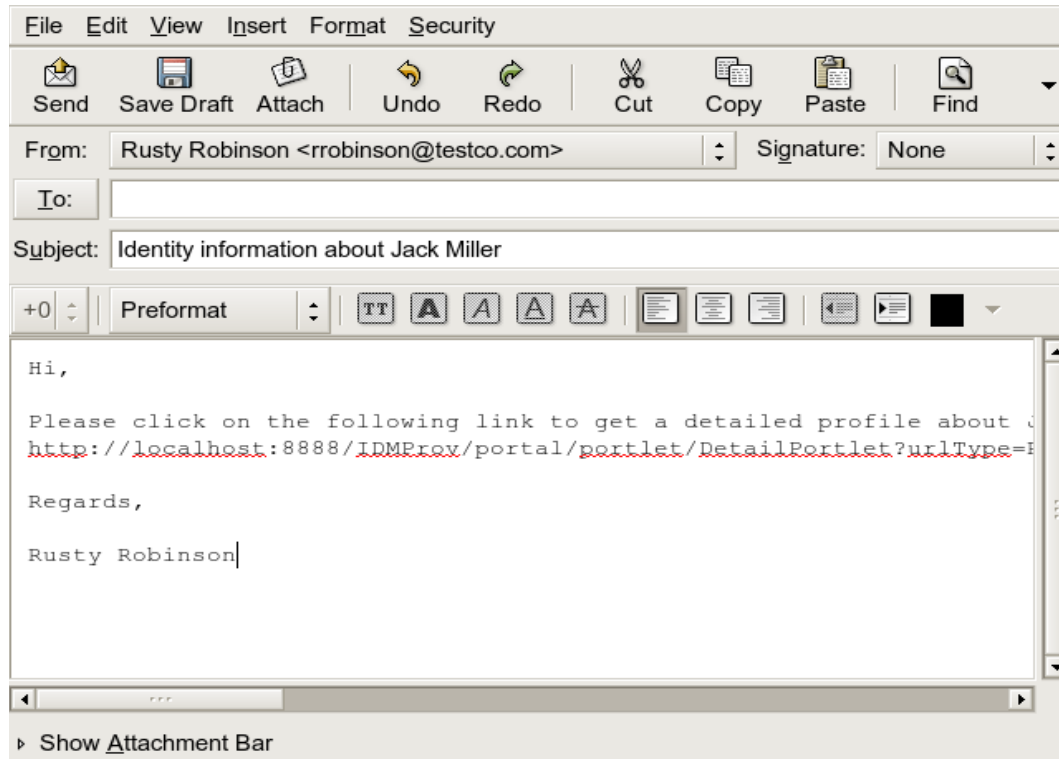 File Edit View Insert Format Security
Send Save Draft Attach Undo Redo Cut Copy Paste Find
From: Rusty Robinson <rrobinson@testco.com> Signature: None
To:
Subject: Identity information about Jack Miller
+0 Preformat TT A A A A
Hi,
Please click on the following link to get a detailed profile about
http://localhost:8888/IDMProv/portal/portlet/DetailPortlet?urlType=
Regards,
Rusty Robinson
Show Attachment Bar